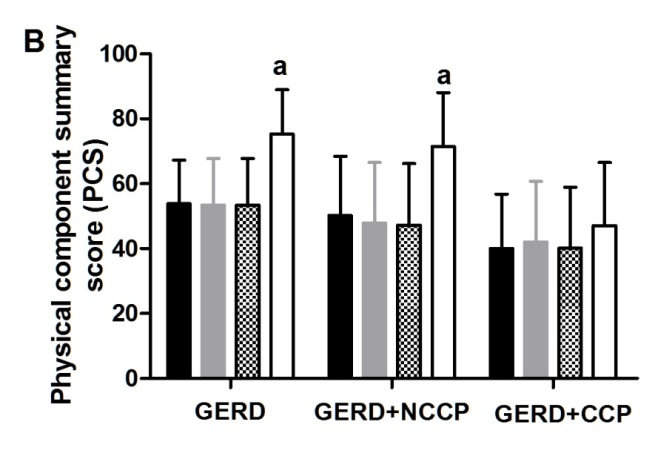 B
Physical component summary
score (PCS)
100
80
60
40
20
0
a
a
GERD
GERD+NCCP
GERD+CCP